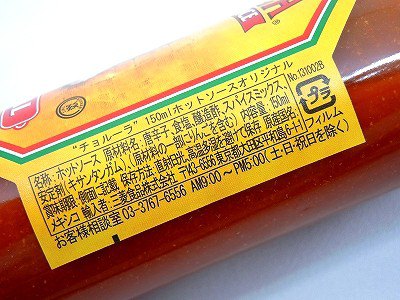 "チョルーラ" 150ml ホットソースオリジナル
No.131002B
名称、ホットソース 原材料名、唐辛子、食塩、醸造酢、スパイスミックス、
安定剤(キサンタンガム)、(原材料の一部にりんごを含む) 内容量、150ml
賞味期限、側面に記載、保存方法、直射日光、高温多湿を避けて保存 原産国名、
メキシコ 輸入者、三菱食品株式会社、〒143-6556 東京都大田区平和島6-1-1
お客様相談室 03-3767-6556 AM9:00～PM5:00(土・日・祝日を除く)
プラ
フィルム